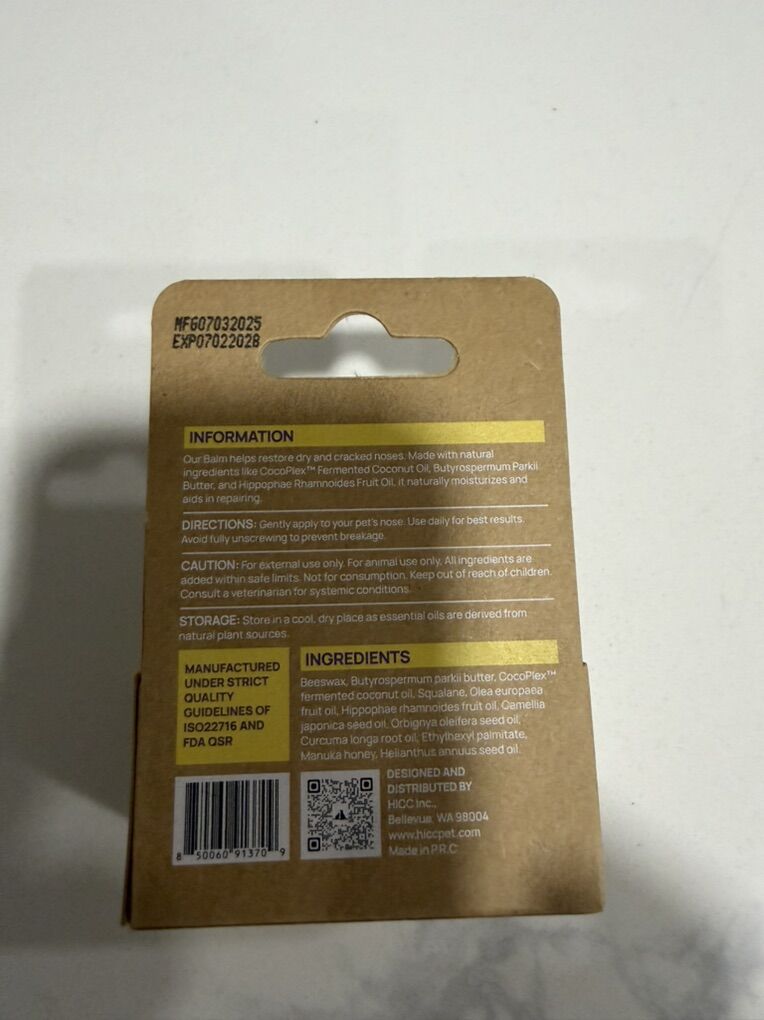 MFG07032025
EXP07022028
INFORMATION
Our Balm helps restore dry and cracked noses. Made with natural
ingredients like CocoPlex™ Fermented Coconut Oil, Butyrospermum Parkii
Butter, and Hippophae Rhamnoides Fruit Oil, it naturally moisturizes and
aids in repairing.
DIRECTIONS: Gently apply to your pet's nose. Use daily for best results.
Avoid fully unscrewing to prevent breakage.
CAUTION: For external use only. For animal use only. All ingredients are
added within safe limits. Not for consumption. Keep out of reach of children.
Consult a veterinarian for systemic conditions.
STORAGE: Store in a cool, dry place as essential oils are derived from
natural plant sources.
MANUFACTURED
UNDER STRICT
QUALITY
GUIDELINES OF
ISO22716 AND
FDA QSR
INGREDIENTS
Beeswax, Butyrospermum parkii butter, CocoPlex™
fermented coconut oil, Squalane, Olea europaea
fruit oil, Hippophae rhamnoides fruit oil, Camellia
japonica seed oil, Orbignya oleifera seed oil,
Curcuma longa root oil, Ethylhexyl palmitate,
Manuka honey, Helianthus annuus seed oil.
8 50060 91370 9
DESIGNED AND
DISTRIBUTED BY
HICC Inc.,
Bellevue, WA 98004
www.hiccpet.com
Made in P.R.C